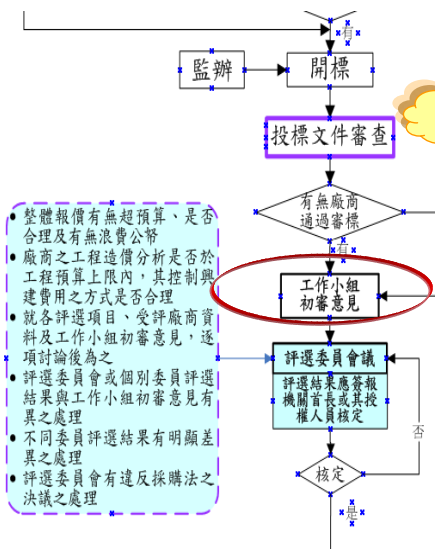 有
監辦
開標
投標文件審查
有無廠商
通過審標
有
工作小組
初審意見
• 整體報價有無超預算、是否
合理及有無浪費公帑
• 廠商之工程造價分析是否於
工程預算上限內，其控制興
建費用之方式是否合理
• 就各評選項目、受評廠商資
料及工作小組初審意見，逐
項討論後為之
• 評選委員會或個別委員評選
結果與工作小組初審意見有
異之處理
• 不同委員評選結果有明顯差
異之處理
• 評選委員會有違反採購法之
決議之處理
評選委員會議
評選結果應簽報
機關首長或其授
權人員核定
否
核定
是